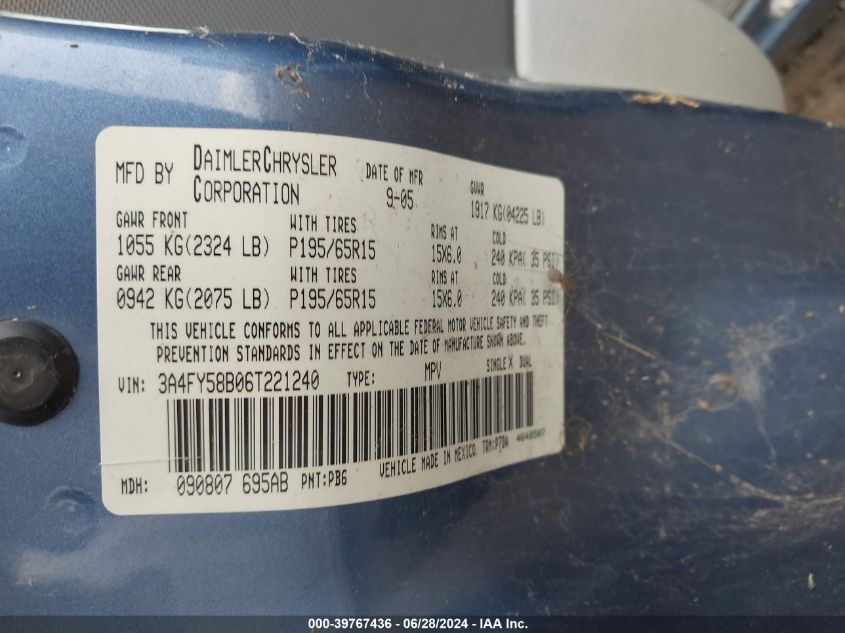 MFD BY DAIMLERCHRYSLER CORPORATION DATE OF MFR 9-05 GVWR 1917 KG(04225 LB)
GAWR FRONT WITH TIRES RIMS AT COLD
1055 KG(2324 LB) P195/65R15 15X6.0 240 KPA( 35 PSI)
GAWR REAR WITH TIRES RIMS AT COLD
0942 KG(2075 LB) P195/65R15 15X6.0 240 KPA( 35 PSI)
THIS VEHICLE CONFORMS TO ALL APPLICABLE FEDERAL MOTOR VEHICLE SAFETY AND THEFT
PREVENTION STANDARDS IN EFFECT ON THE DATE OF MANUFACTURE SHOWN ABOVE.
VIN: 3A4FY58B06T221240 TYPE: MPV SINGLE X DUAL
MDH: 090807 695AB PNT:PB6 VEHICLE MADE IN MEXICO.
000-39767436 / 06/28/2024 - IAA Inc.